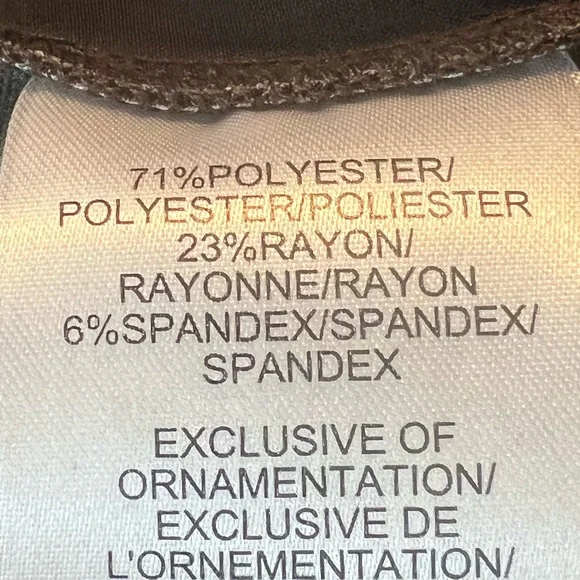 71%POLYESTER/
POLYESTER/POLIESTER
23%RAYON/
RAYONNE/RAYON
6%SPANDEX/SPANDEX/
SPANDEX
EXCLUSIVE OF
ORNAMENTATION/
EXCLUSIVE DE
L'ORNEMENTATION/